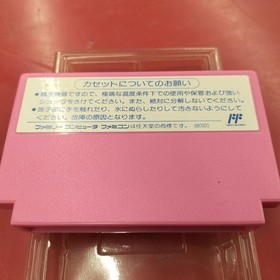 カセットについてのお願い
●精密機器ですので、極端な温度条件下での使用や保管および強い
ショックをさけてください。また、絶対に分解しないでください。
●端子部に手を触れたり、水にぬらしたりして汚さないようにして
ください。故障の原因となります。
ファミリーコンピュータ・ファミコンは任天堂の商標です。
FF